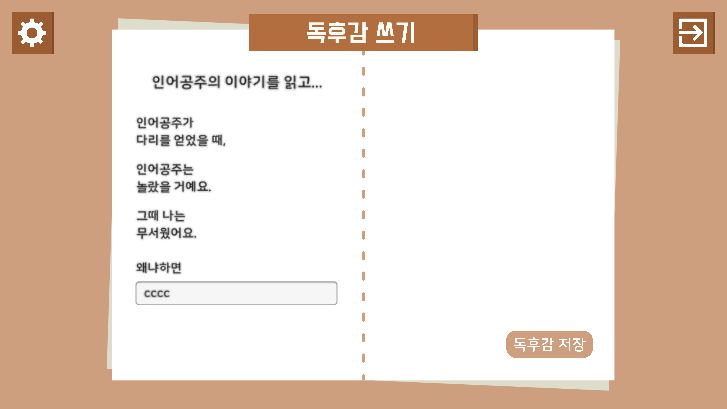 독후감 쓰기
인어공주의 이야기를 읽고...
인어공주가
다리를 얻었을 때,
인어공주는
놀랐을 거예요.
그때 나는
무서웠어요.
왜냐하면
cccc
독후감 저장